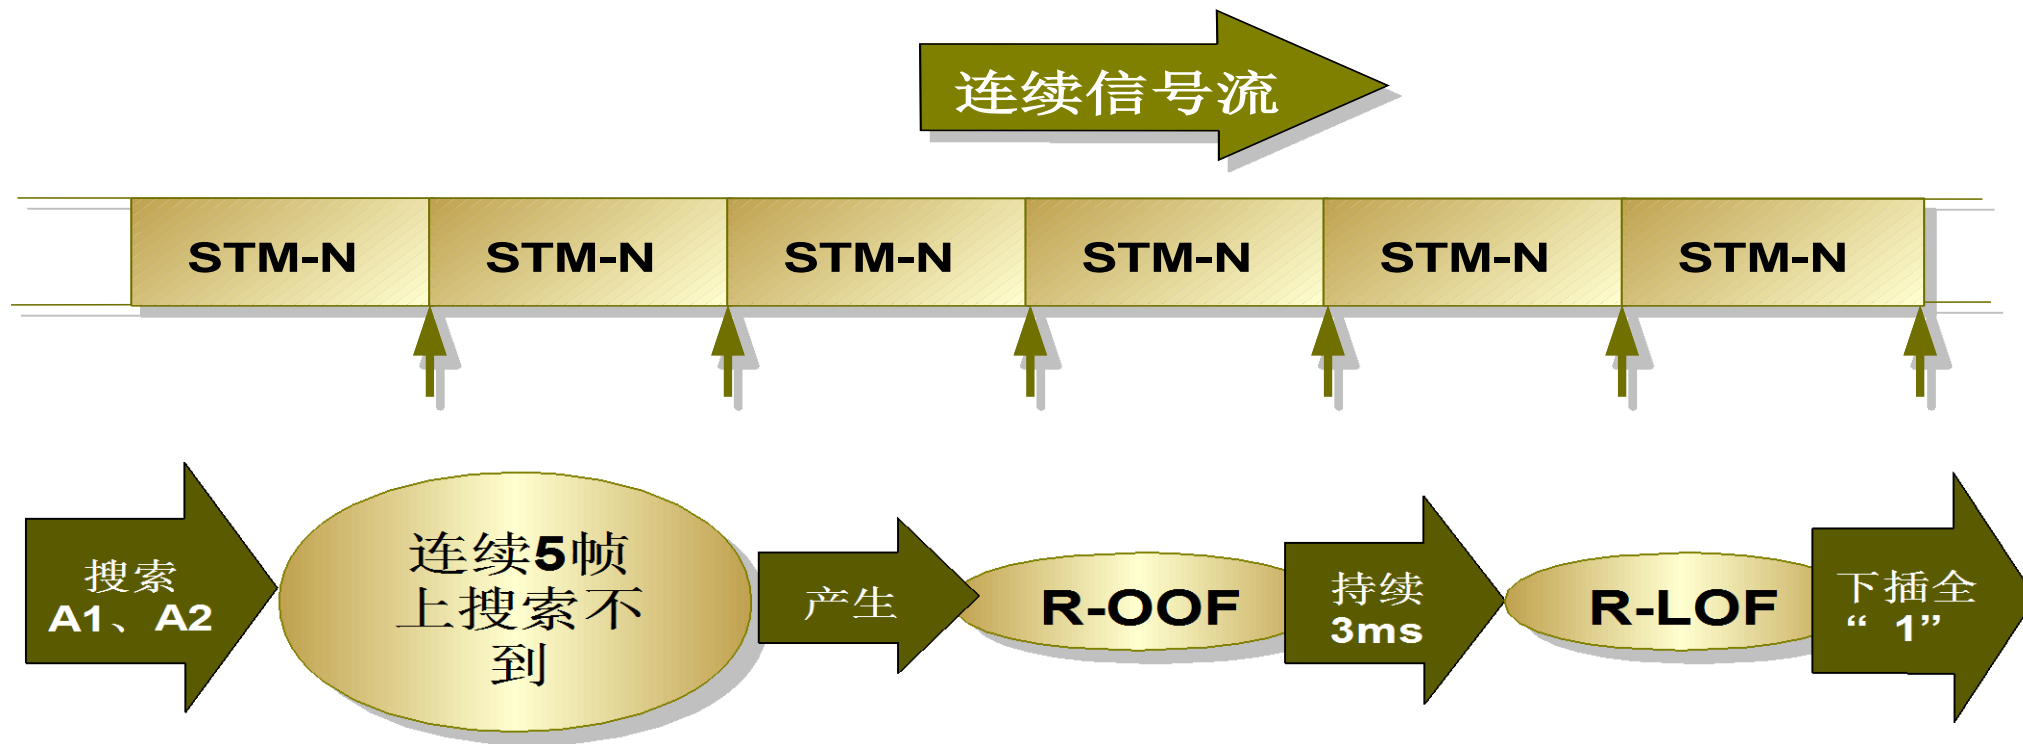 连续信号流
STM-N STM-N STM-N STM-N STM-N STM-N
搜索
A1、A2
连续5帧
上搜索不
到
产生
R-OOF
持续
3ms
R-LOF
下插全
“ 1”